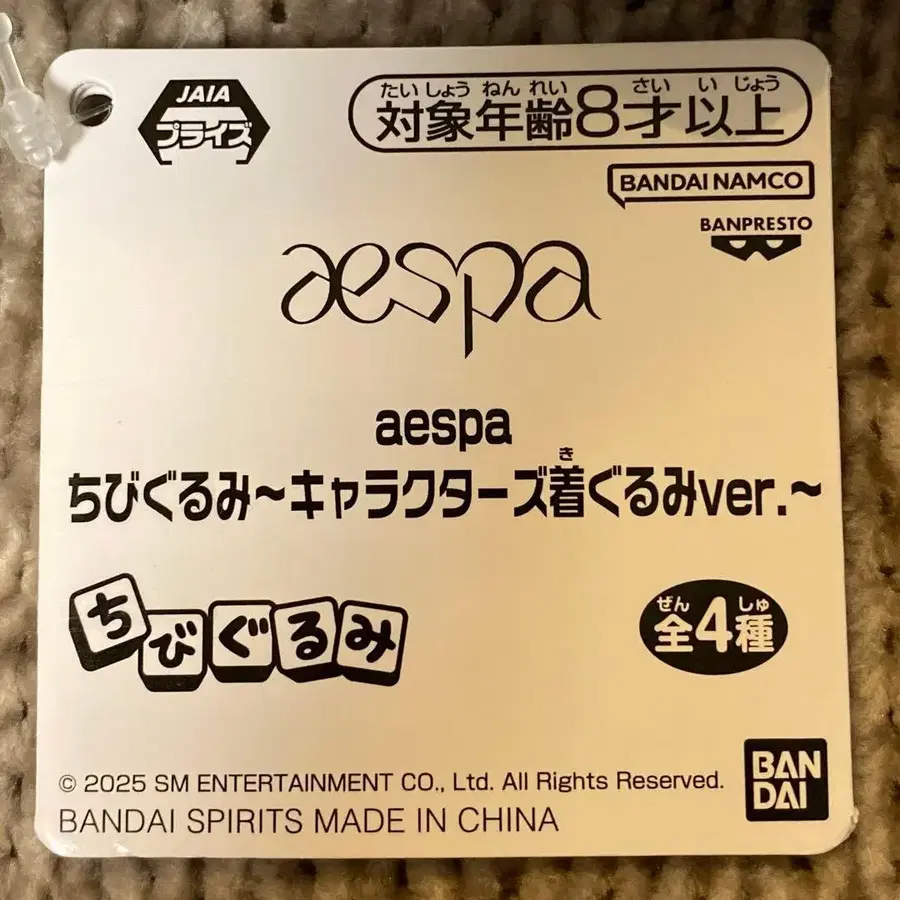 JAIA
プライズ
たいしょうねんれい さいいじょう
対象年齢8才以上
BANDAI NAMCO
BANPRESTO
aespa
aespa
き
ちびぐるみ~キャラクターズ着ぐるみver.~
ちびぐるみ
ぜん しゅ
全4種
BAN
DAI
© 2025 SM ENTERTAINMENT CO., Ltd. All Rights Reserved.
BANDAI SPIRITS MADE IN CHINA